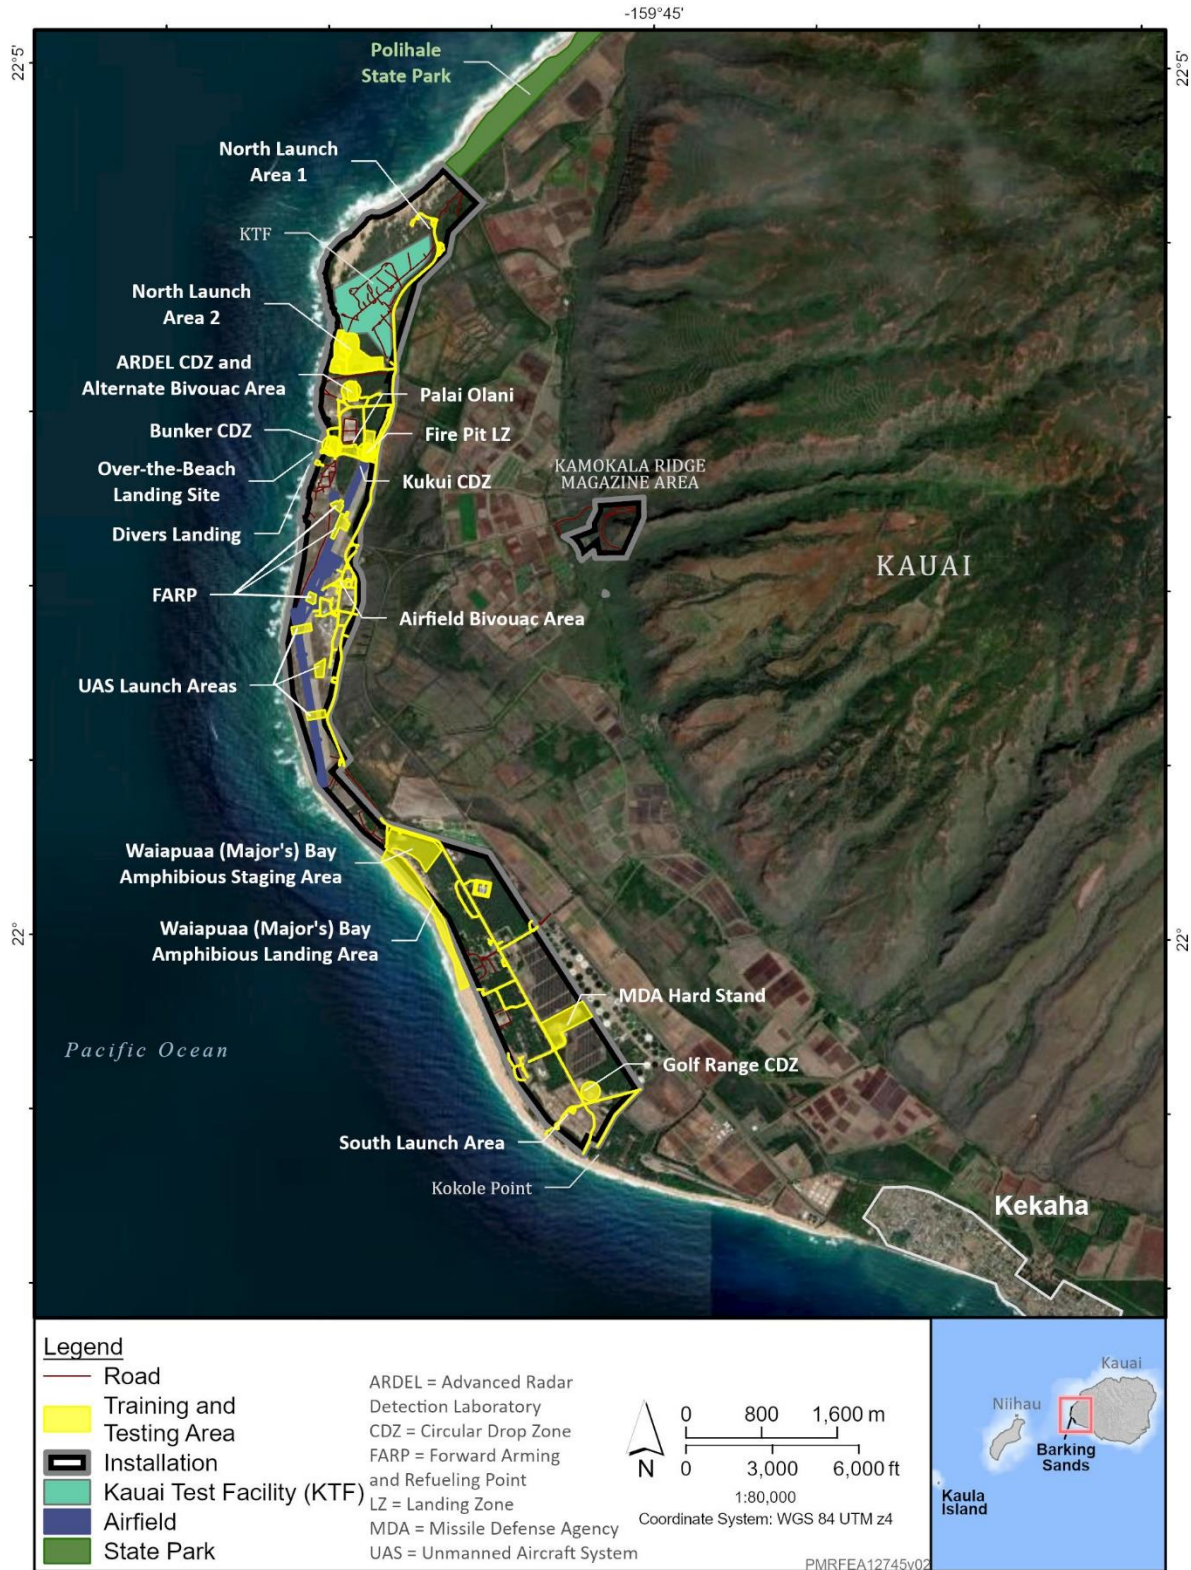 -159°45'
22°5'
22°5'
Polihale
State Park
North Launch
Area 1
KTF
North Launch
Area 2
ARDEL CDZ and
Alternate Bivouac Area
Palai Olani
Bunker CDZ
Fire Pit LZ
Over-the-Beach
Landing Site
Kukui CDZ
KAMOKALA RIDGE
MAGAZINE AREA
Divers Landing
KAUAI
FARP
Airfield Bivouac Area
UAS Launch Areas
Waiapuaa (Major's) Bay
Amphibious Staging Area
Waiapuaa (Major's) Bay
Amphibious Landing Area
22°
22°
MDA Hard Stand
Pacific Ocean
Golf Range CDZ
South Launch Area
Kokole Point
Kekaha
Legend
Road
Training and
Testing Area
Installation
Kauai Test Facility (KTF)
Airfield
State Park
ARDEL = Advanced Radar
Detection Laboratory
CDZ = Circular Drop Zone
FARP = Forward Arming
and Refueling Point
LZ = Landing Zone
MDA = Missile Defense Agency
UAS = Unmanned Aircraft System
N
0 800 1,600 m
0 3,000 6,000 ft
1:80,000
Coordinate System: WGS 84 UTM z4
PMRFEA12745v02
Kauai
Niihau
Barking
Sands
Kaula
Island